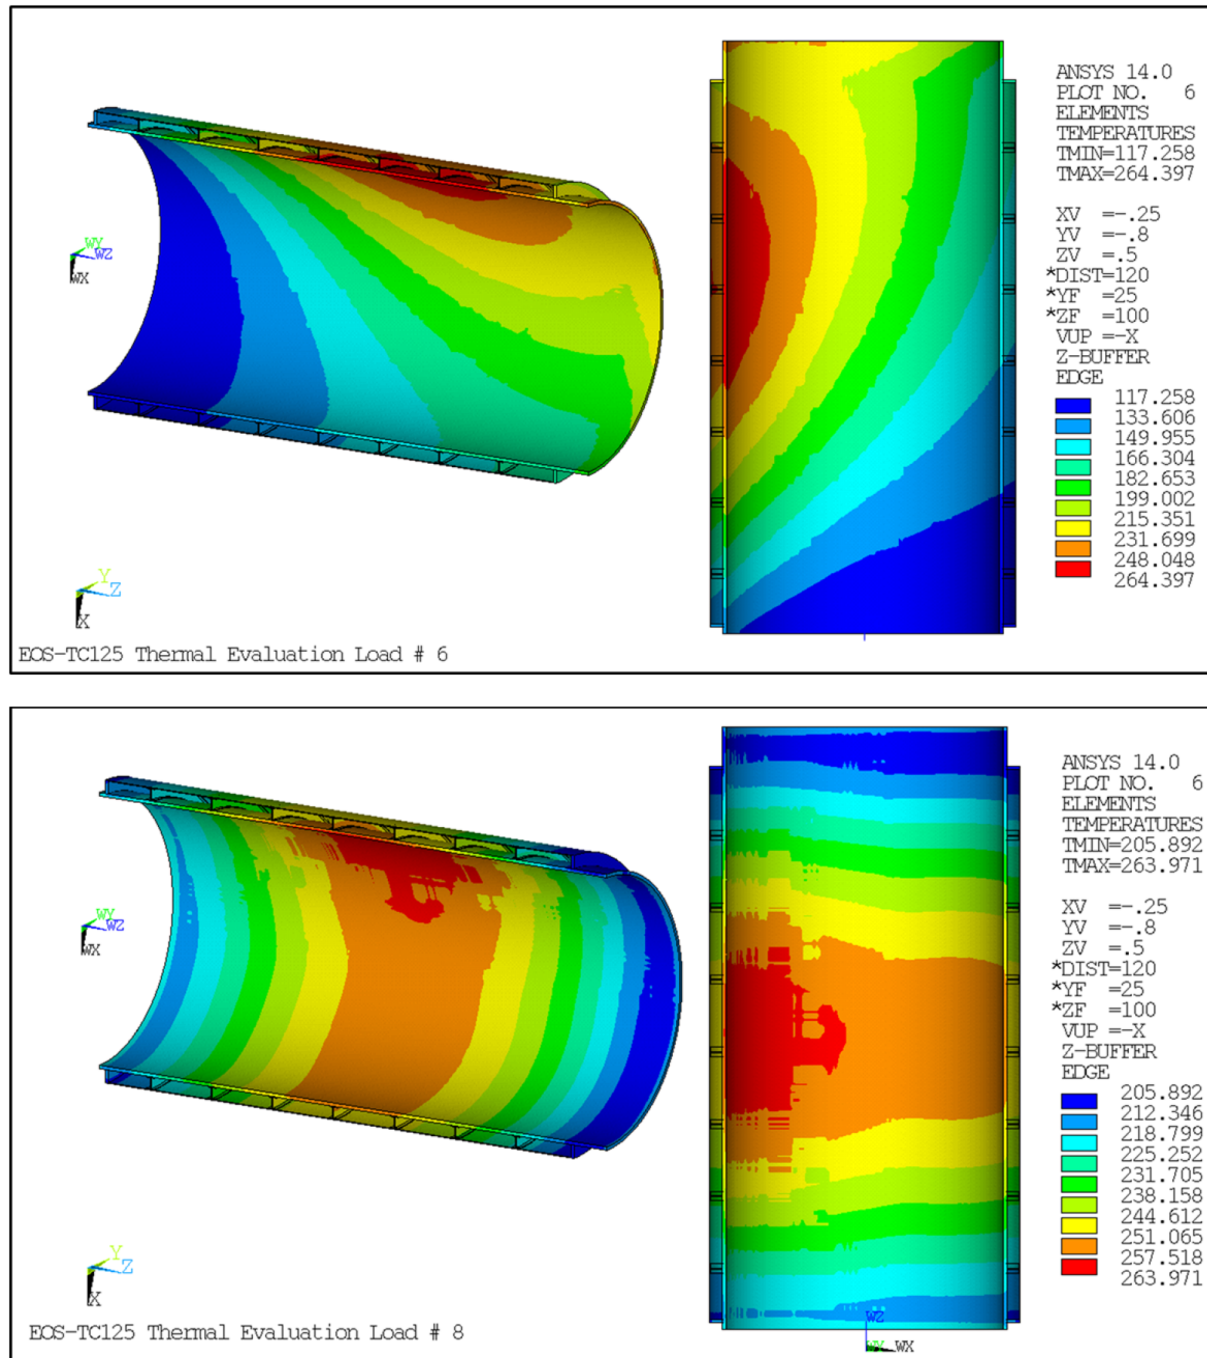 ANSYS 14.0
PLOT NO. 6
ELEMENTS
TEMPERATURES
TMIN=117.258
TMAX=264.397
XV =-.25
YV =-.8
ZV =.5
*DIST=120
*YF =25
*ZF =100
VUP =-X
Z-BUFFER
EDGE
117.258
133.606
149.955
166.304
182.653
199.002
215.351
231.699
248.048
264.397
WY
WZ
WX
Y
Z
X
EOS-TC125 Thermal Evaluation Load # 6
ANSYS 14.0
PLOT NO. 6
ELEMENTS
TEMPERATURES
TMIN=205.892
TMAX=263.971
XV =-.25
YV =-.8
ZV =.5
*DIST=120
*YF =25
*ZF =100
VUP =-X
Z-BUFFER
EDGE
205.892
212.346
218.799
225.252
231.705
238.158
244.612
251.065
257.518
263.971
WY
WZ
WX
Y
Z
X
WZ
WY WX
EOS-TC125 Thermal Evaluation Load # 8